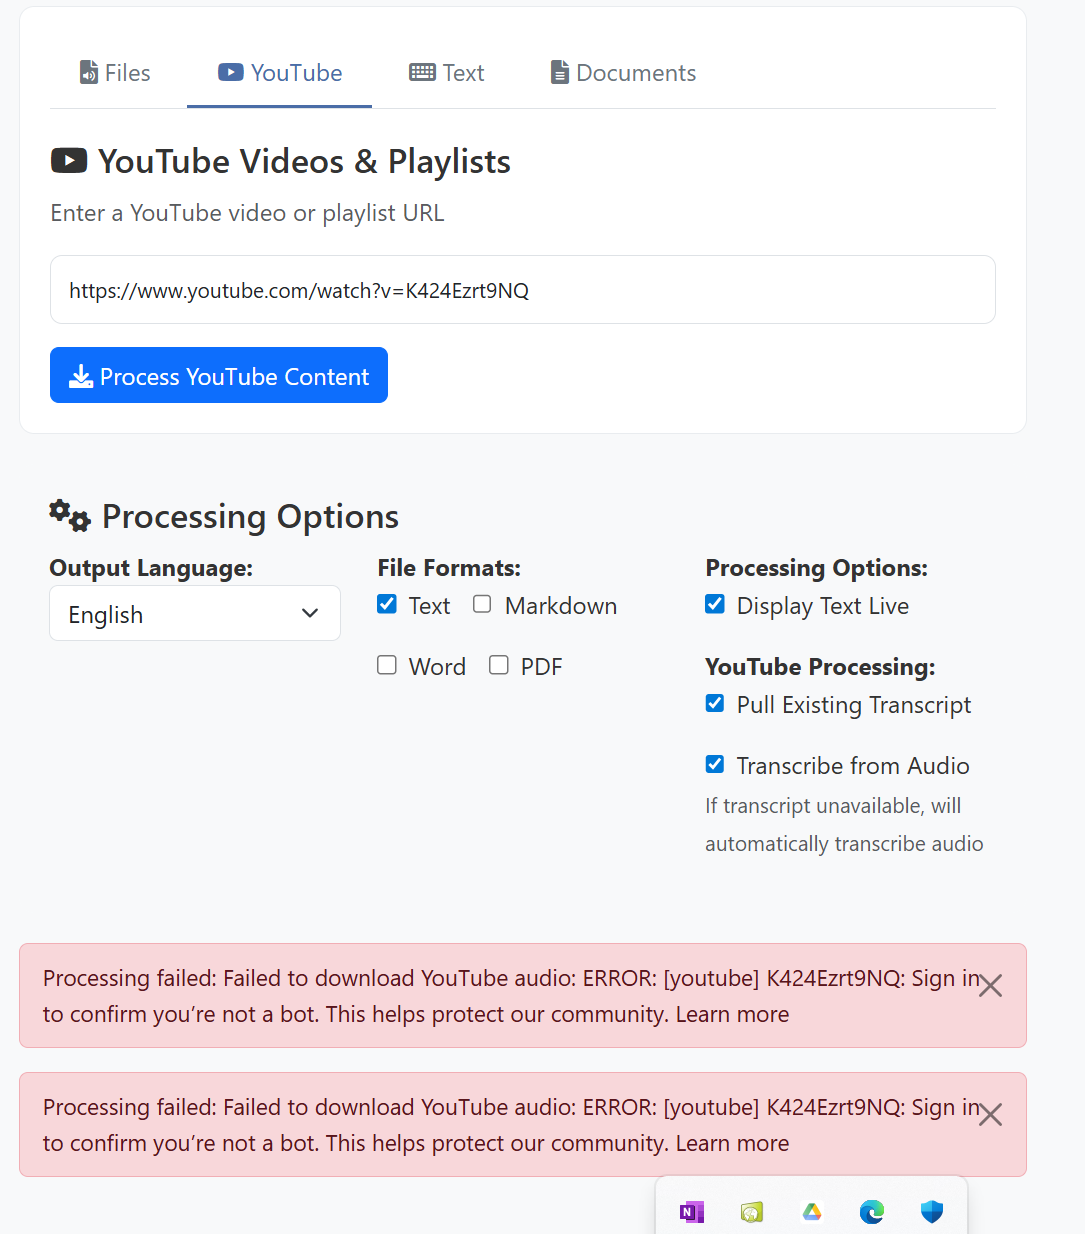 Files YouTube Text Documents
YouTube Videos & Playlists
Enter a YouTube video or playlist URL
https://www.youtube.com/watch?v=K424Ezrt9NQ
Process YouTube Content
Processing Options
Output Language:
English
File Formats:
Text Markdown
Word PDF
Processing Options:
Display Text Live
YouTube Processing:
Pull Existing Transcript
Transcribe from Audio
If transcript unavailable, will
automatically transcribe audio
Processing failed: Failed to download YouTube audio: ERROR: [youtube] K424Ezrt9NQ: Sign in
to confirm you’re not a bot. This helps protect our community. Learn more
Processing failed: Failed to download YouTube audio: ERROR: [youtube] K424Ezrt9NQ: Sign in
to confirm you’re not a bot. This helps protect our community. Learn more
N